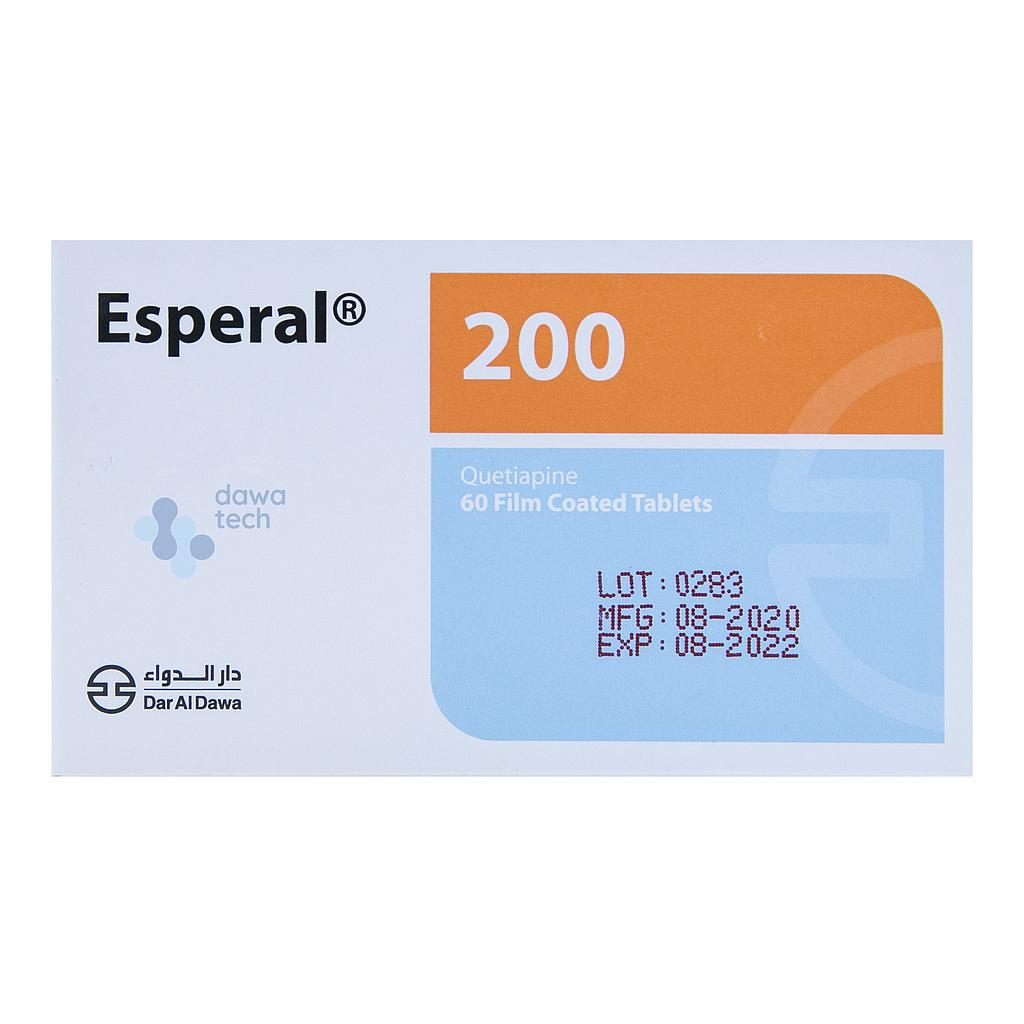 Esperal®
200
Quetiapine
60 Film Coated Tablets
dawa
tech
LOT: 0283
MFG: 08-2020
EXP: 08-2022
دار الـدواء
Dar Al Dawa